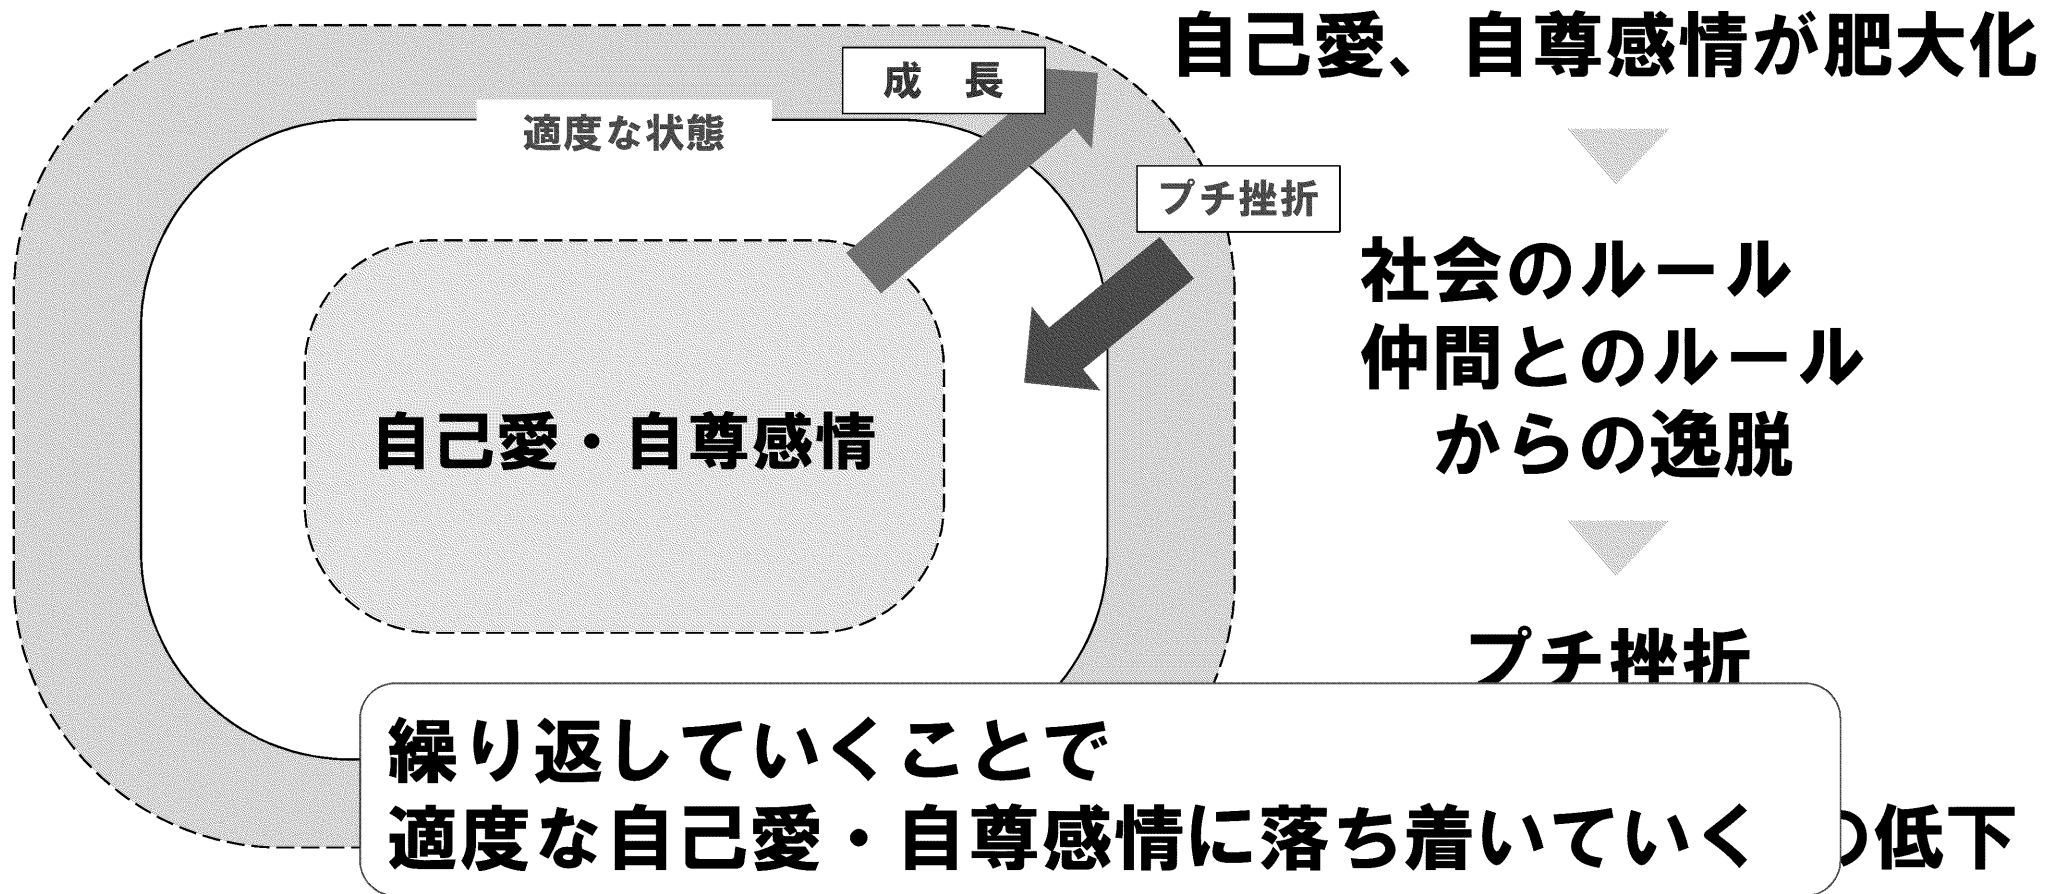 自己愛、自尊感情が肥大化
成　長
適度な状態
プチ挫折
社会のルール
仲間とのルール
からの逸脱
自己愛・自尊感情
プチ挫折
繰り返していくことで
適度な自己愛・自尊感情に落ち着いていく
の低下